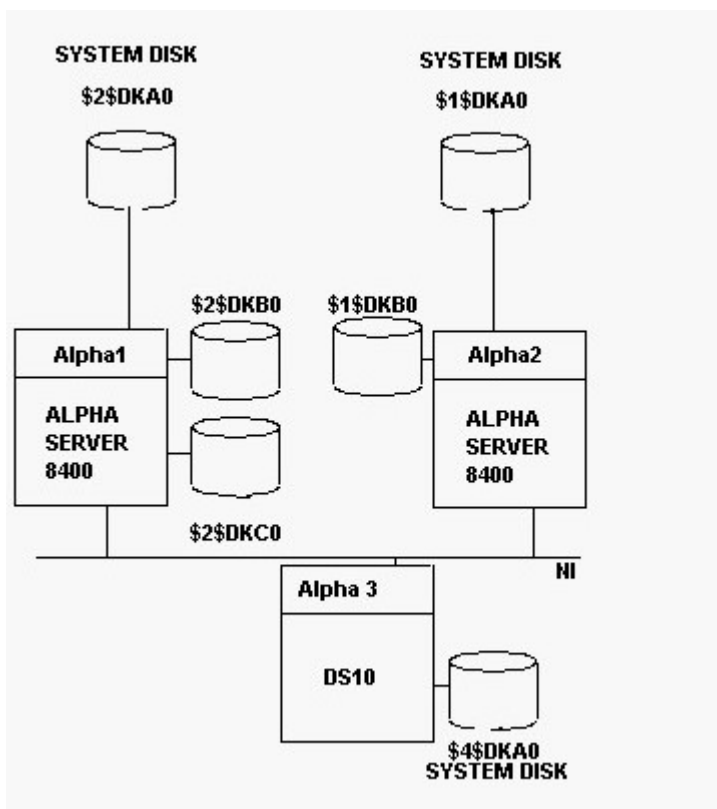 SYSTEM DISK
$2$DKA0
SYSTEM DISK
$1$DKA0
$2$DKB0
$1$DKB0
Alpha1
ALPHA
SERVER
8400
Alpha2
ALPHA
SERVER
8400
$2$DKC0
NI
Alpha 3
DS10
$4$DKA0
SYSTEM DISK